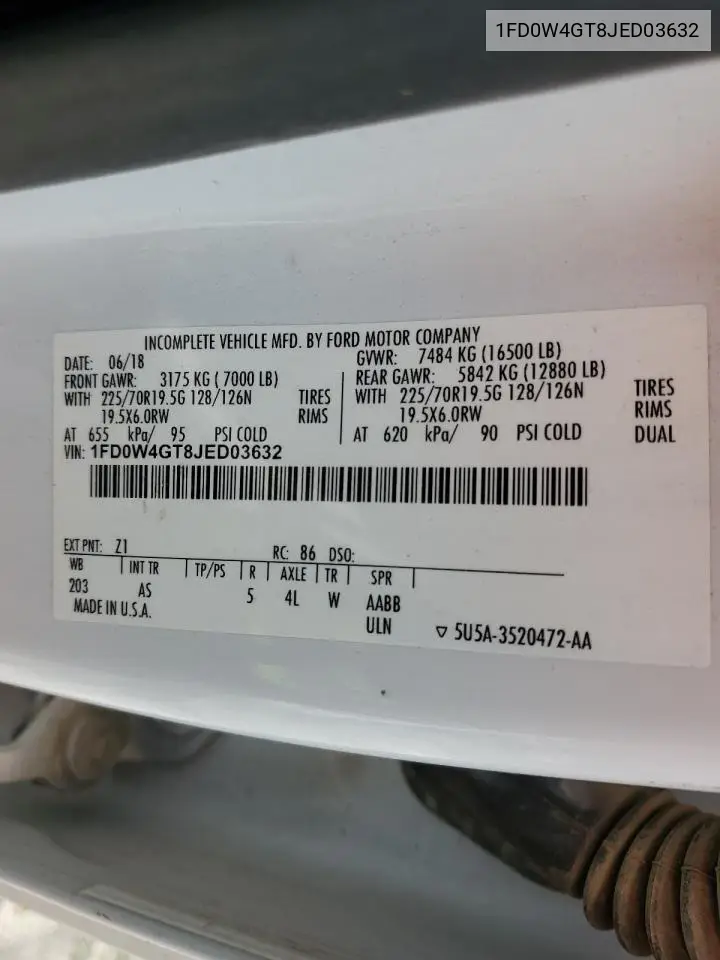 1FD0W4GT8JED03632
INCOMPLETE VEHICLE MFD. BY FORD MOTOR COMPANY
DATE: 06/18 GVWR: 7484 KG (16500 LB)
FRONT GAWR: 3175 KG ( 7000 LB) REAR GAWR: 5842 KG (12880 LB)
WITH 225/70R19.5G 128/126N TIRES WITH 225/70R19.5G 128/126N TIRES
19.5X6.0RW RIMS 19.5X6.0RW RIMS
AT 655 kPa/ 95 PSI COLD AT 620 kPa/ 90 PSI COLD DUAL
VIN: 1FD0W4GT8JED03632
EXT PNT: Z1 RC: 86 DSO:
WB INT TR TP/PS R AXLE TR SPR
203 AS 5 4L W AABB
MADE IN U.S.A. ULN ▽ 5U5A-3520472-AA